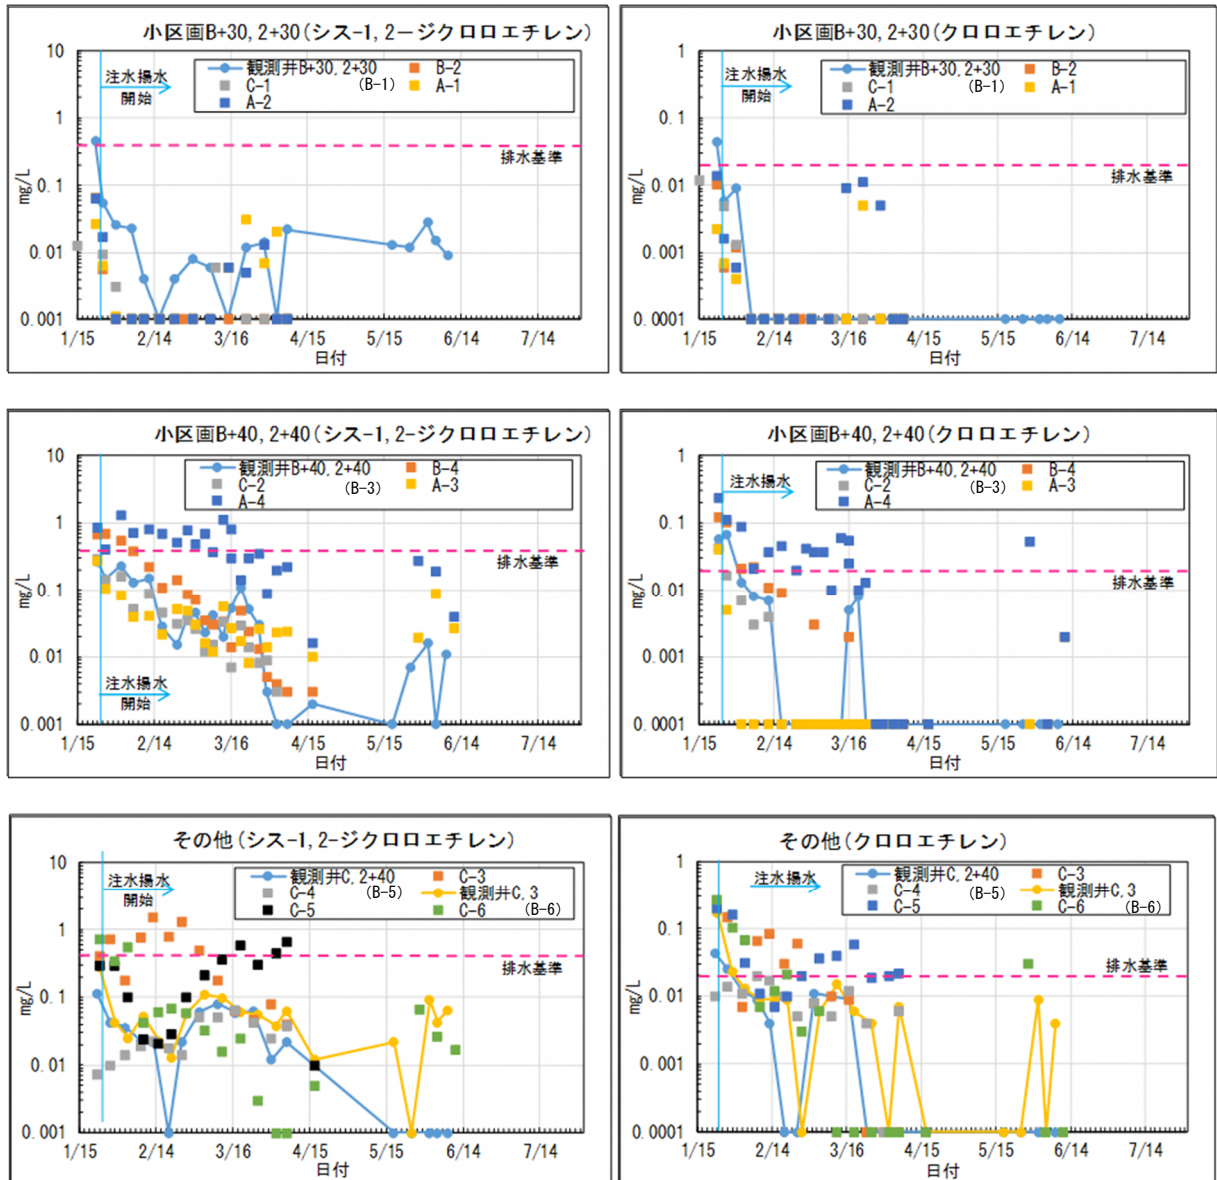 小区画B+30,2+30(シス-1,2ージクロロエチレン)
10
1
0.1
0.01
0.001
mg/L
注水揚水
開始
観測井B+30,2+30
(B-1)
B-2
C-1
A-1
A-2
排水基準
1/15
2/14
3/16
4/15
5/15
6/14
7/14
日付
小区画B+30,2+30(クロロエチレン)
1
0.1
0.01
0.001
0.0001
mg/L
注水揚水
開始
観測井B+30,2+30
(B-1)
B-2
C-1
A-1
A-2
排水基準
1/15
2/14
3/16
4/15
5/15
6/14
7/14
日付
小区画B+40,2+40(シス-1,2-ジクロロエチレン)
10
1
0.1
0.01
0.001
mg/L
観測井B+40,2+40
(B-3)
B-4
C-2
A-3
A-4
排水基準
注水揚水
開始
1/15
2/14
3/16
4/15
5/15
6/14
7/14
日付
小区画B+40,2+40(クロロエチレン)
1
0.1
0.01
0.001
0.0001
mg/L
注水揚水
開始
観測井B+40,2+40
(B-3)
B-4
C-2
A-3
A-4
排水基準
1/15
2/14
3/16
4/15
5/15
6/14
7/14
日付
その他(シス-1,2-ジクロロエチレン)
10
1
0.1
0.01
0.001
mg/L
注水揚水
開始
観測井C,2+40
(B-5)
C-3
C-4
観測井C,3
(B-6)
C-5
C-6
排水基準
1/15
2/14
3/16
4/15
5/15
6/14
7/14
日付
その他(クロロエチレン)
1
0.1
0.01
0.001
0.0001
mg/L
注水揚水
開始
観測井C,2+40
(B-5)
C-3
C-4
観測井C,3
(B-6)
C-5
C-6
排水基準
1/15
2/14
3/16
4/15
5/15
6/14
7/14
日付